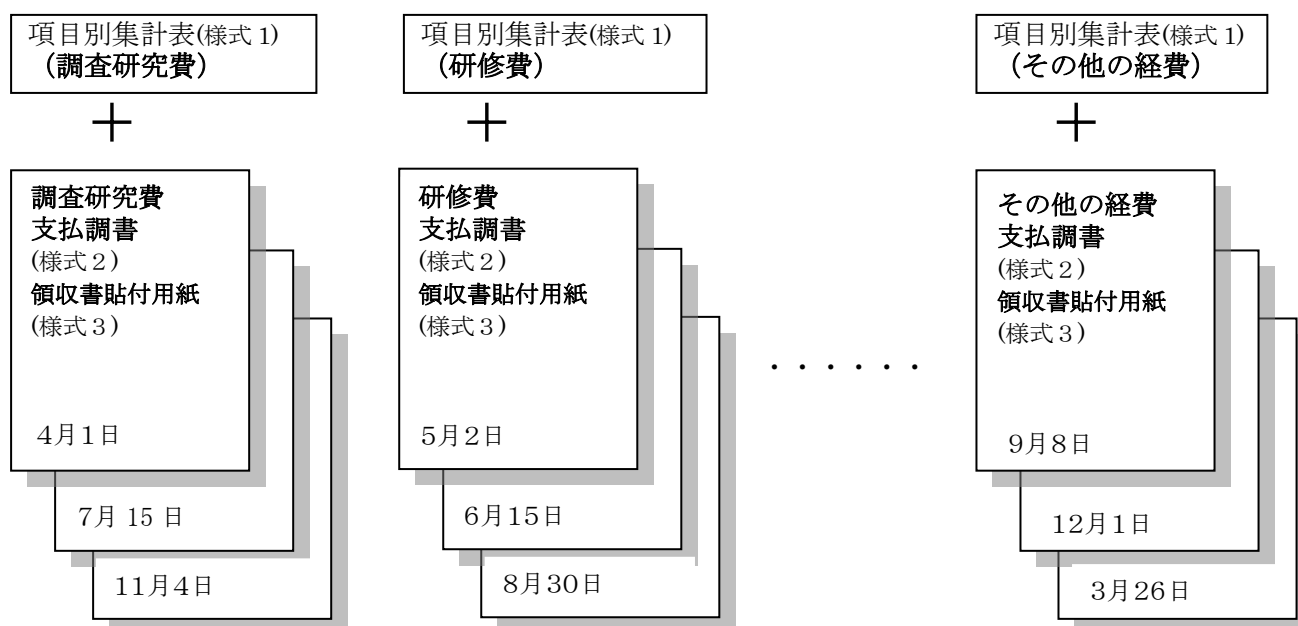 項目別集計表(様式1)
(調査研究費)
+
調査研究費
支払調書
(様式2)
領収書貼付用紙
(様式3)
4月1日
7月 15 日
11月4日
項目別集計表(様式1)
(研修費)
+
研修費
支払調書
(様式2)
領収書貼付用紙
(様式3)
5月2日
6月15日
8月30日
・・・・・・
項目別集計表(様式1)
(その他の経費)
+
その他の経費
支払調書
(様式2)
領収書貼付用紙
(様式3)
9月8日
12月1日
3月26日